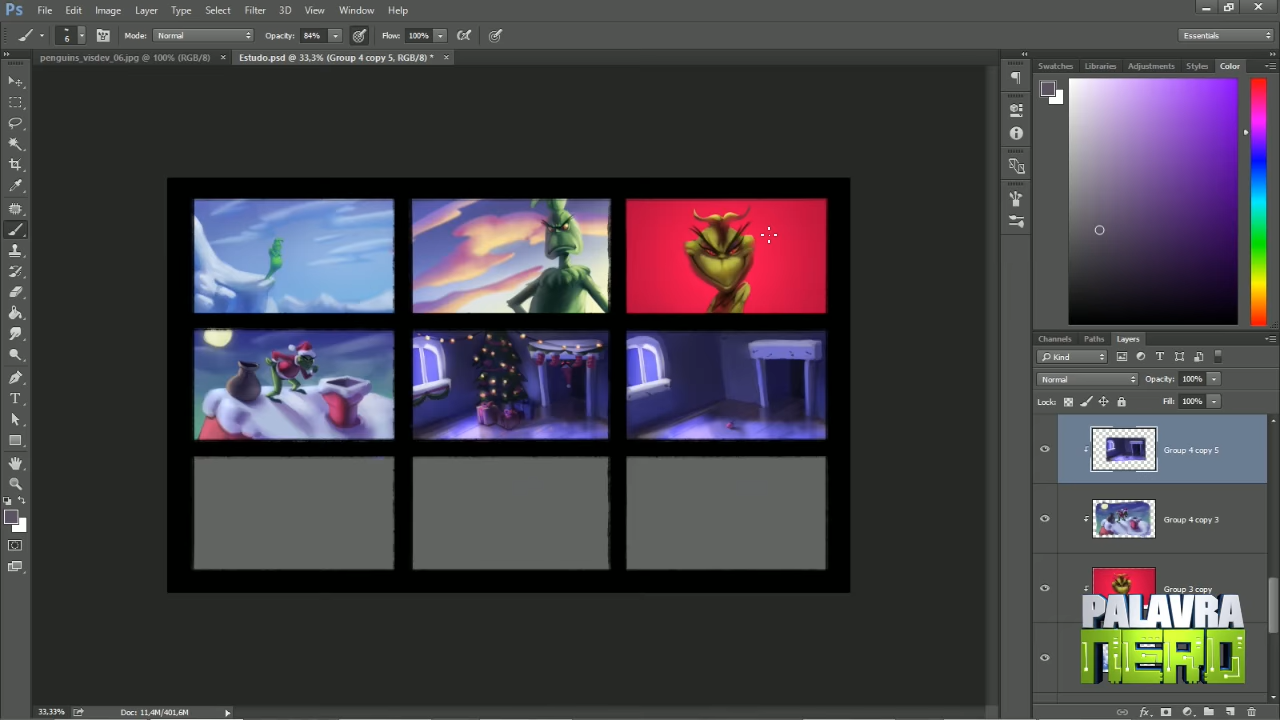 Ps File Edit Image Layer Type Select Filter 3D View Window Help
6 Mode: Normal Opacity: 84% Flow: 100% Essentials
penguins_visdev_06.jpg @ 100% (RGB/8) × Estudo.psd @ 33,3% (Group 4 copy 5, RGB/8) * ×
Swatches Libraries Adjustments Styles Color
Channels Paths Layers
Kind
Normal Opacity: 100%
Lock: Fill: 100%
Group 4 copy 5
Group 4 copy 3
Group 3 copy
PALAVRA
NERD
33,33% Doc: 11,4M/401,6M